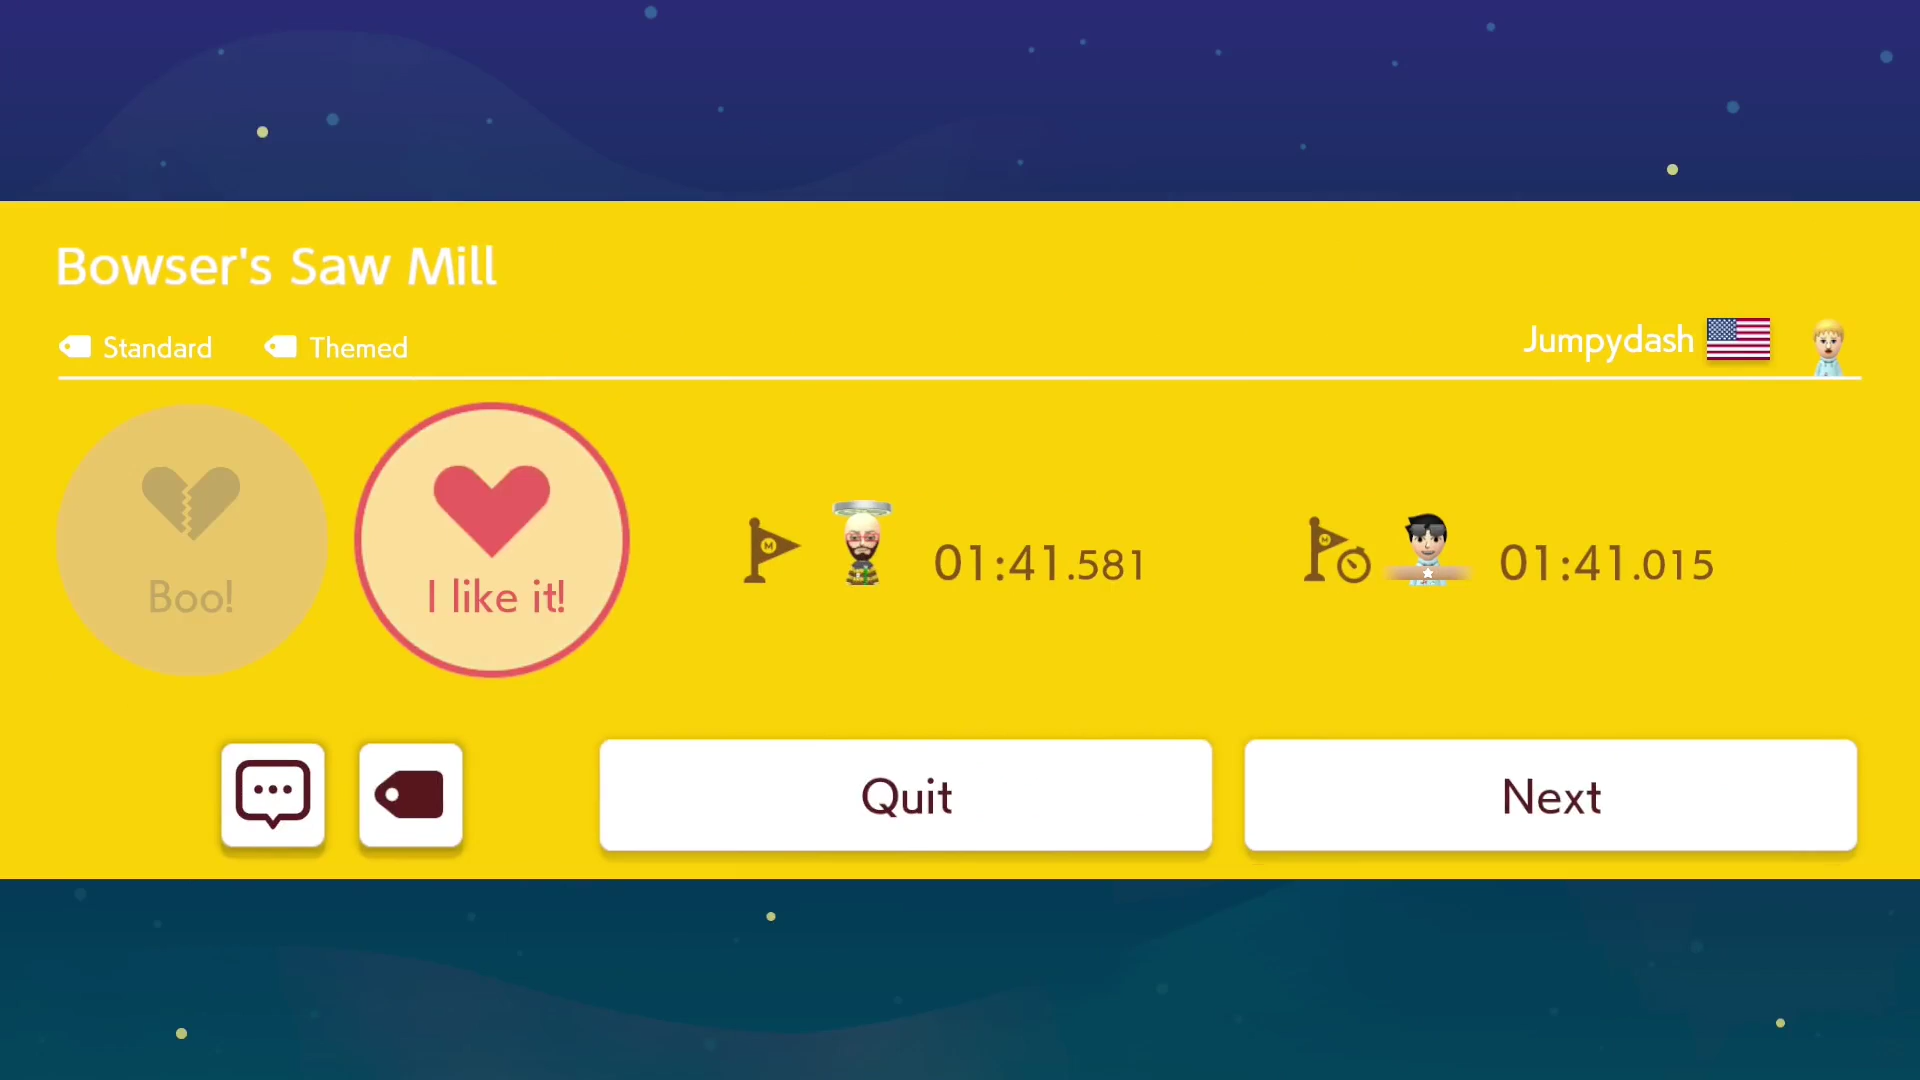 Bowser's Saw Mill
Standard Themed
Jumpydash
Boo!
I like it!
M
01:41.581
M
01:41.015
Quit
Next